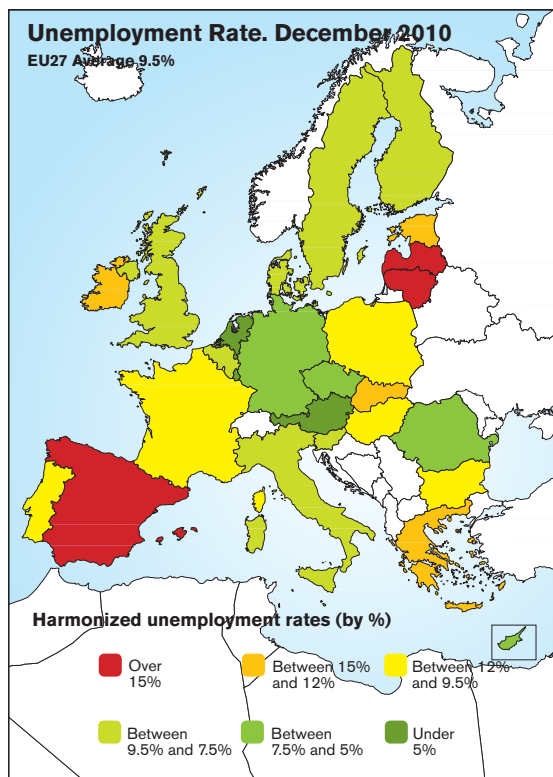 Unemployment Rate. December 2010
EU27 Average 9.5%
Harmonized unemployment rates (by %)
Over
15%
Between 15%
and 12%
Between 12%
and 9.5%
Between
9.5% and 7.5%
Between
7.5% and 5%
Under
5%